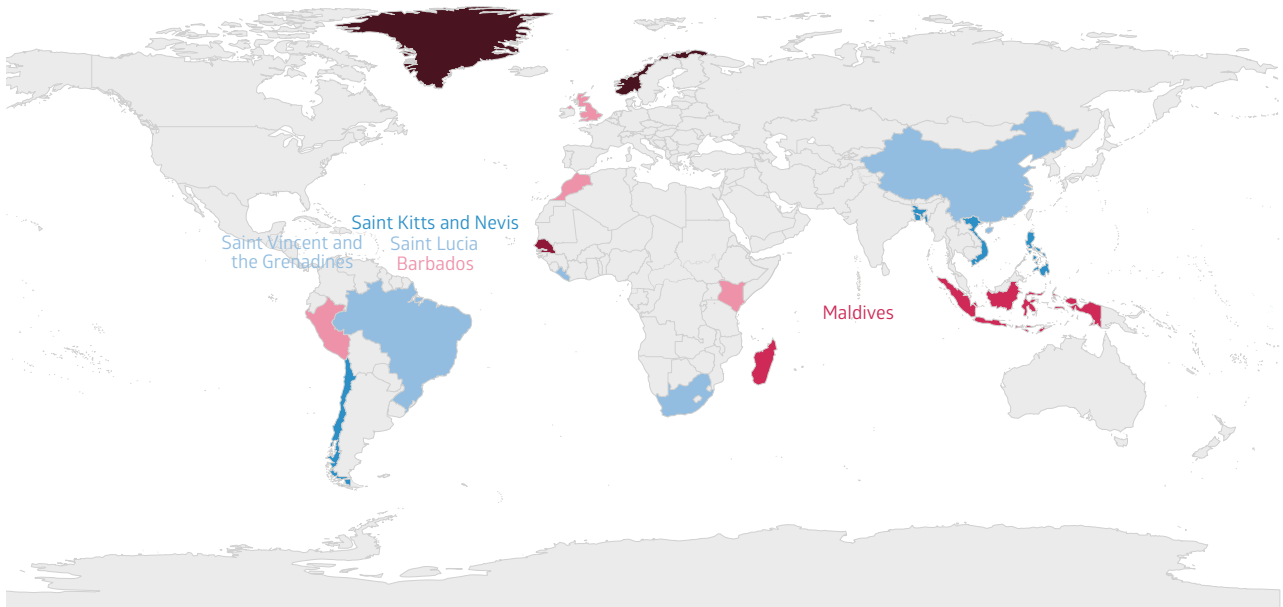 Saint Kitts and Nevis
Saint Vincent and
the Grenadines
Saint Lucia
Barbados
Maldives